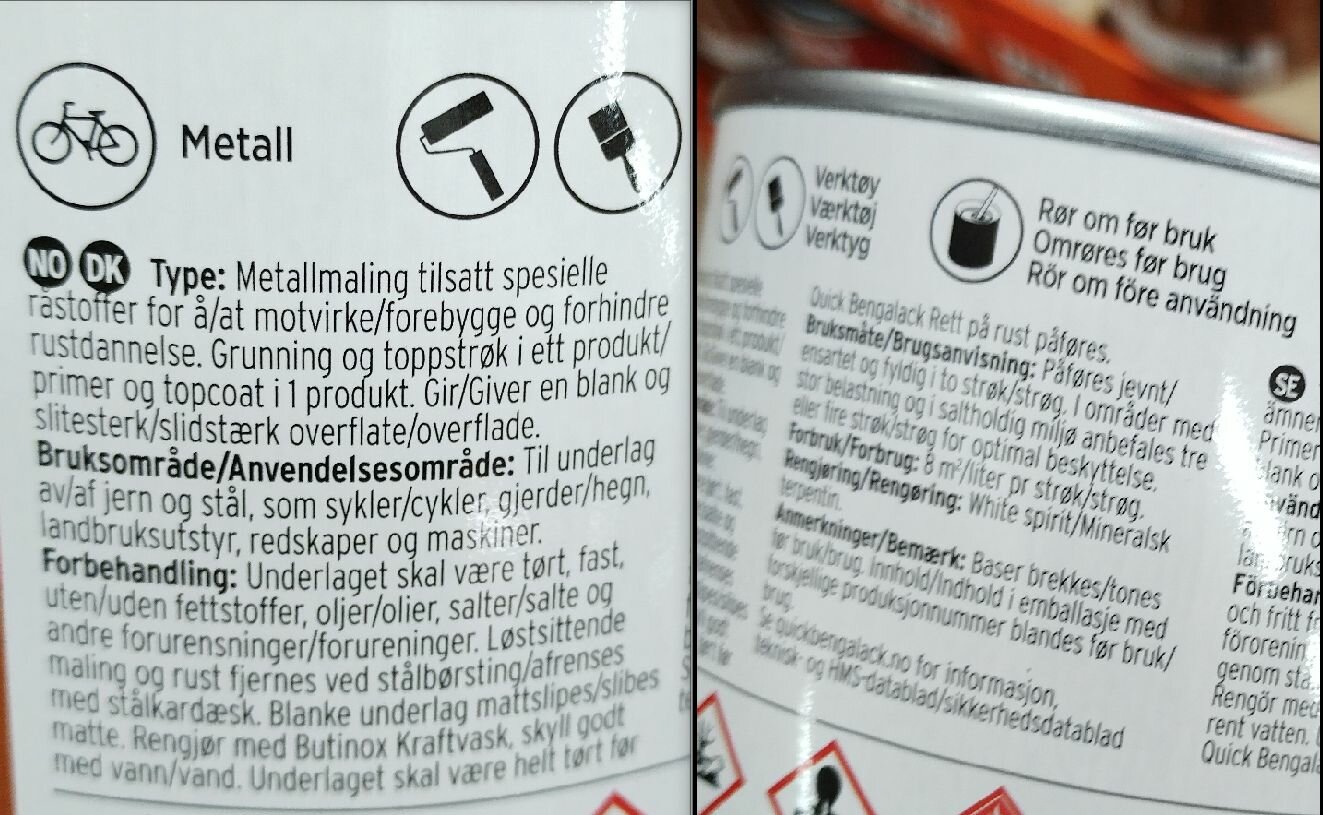 Metall
NO DK Type: Metallmaling tilsatt spesielle
råstoffer for å/at motvirke/forebygge og forhindre
rustdannelse. Grunning og toppstrøk i ett produkt/
primer og topcoat i 1 produkt. Gir/Giver en blank og
slitesterk/slidstærk overflate/overflade.
Bruksområde/Anvendelsesområde: Til underlag
av/af jern og stål, som sykler/cykler, gjerder/hegn,
landbruksutstyr, redskaper og maskiner.
Forbehandling: Underlaget skal være tørt, fast,
uten/uden fettstoffer, oljer/olier, salter/salte og
andre forurensninger/forureninger. Løstsittende
maling og rust fjernes ved stålbørsting/afrenses
med stålkardæsk. Blanke underlag mattslipes/slibes
matte. Rengjør med Butinox Kraftvask, skyll godt
med vann/vand. Underlaget skal være helt tørt før
Verktøy
Værktøj
Verktyg
Rør om før bruk
Omrøres før brug
Rör om före användning
Quick Bengalack Rett på rust påføres.
Bruksmåte/Brugsanvisning: Påføres jevnt/
ensartet og fyldig i to strøk/strøg. I områder med
stor belastning og i saltholdig miljø anbefales tre
eller fire strøk/strøg for optimal beskyttelse.
Forbruk/Forbrug: 8 m²/liter pr strøk/strøg.
Rengjøring/Rengøring: White spirit/Mineralsk
terpentin.
Anmerkninger/Bemærk: Baser brekkes/tones
før bruk/brug. Innhold/Indhold i emballasje med
forskjellige produksjonnummer blandes før bruk/
brug.
Se quickbengalack.no for informasjon,
teknisk- og HMS-datablad/sikkerhedsdatablad
SE
ämner
Primer
lank o
vänd
rn o
Förbehan
och fritt fr
förorenin
genom stå
Rengör med
rent vatten.
Quick Bengal